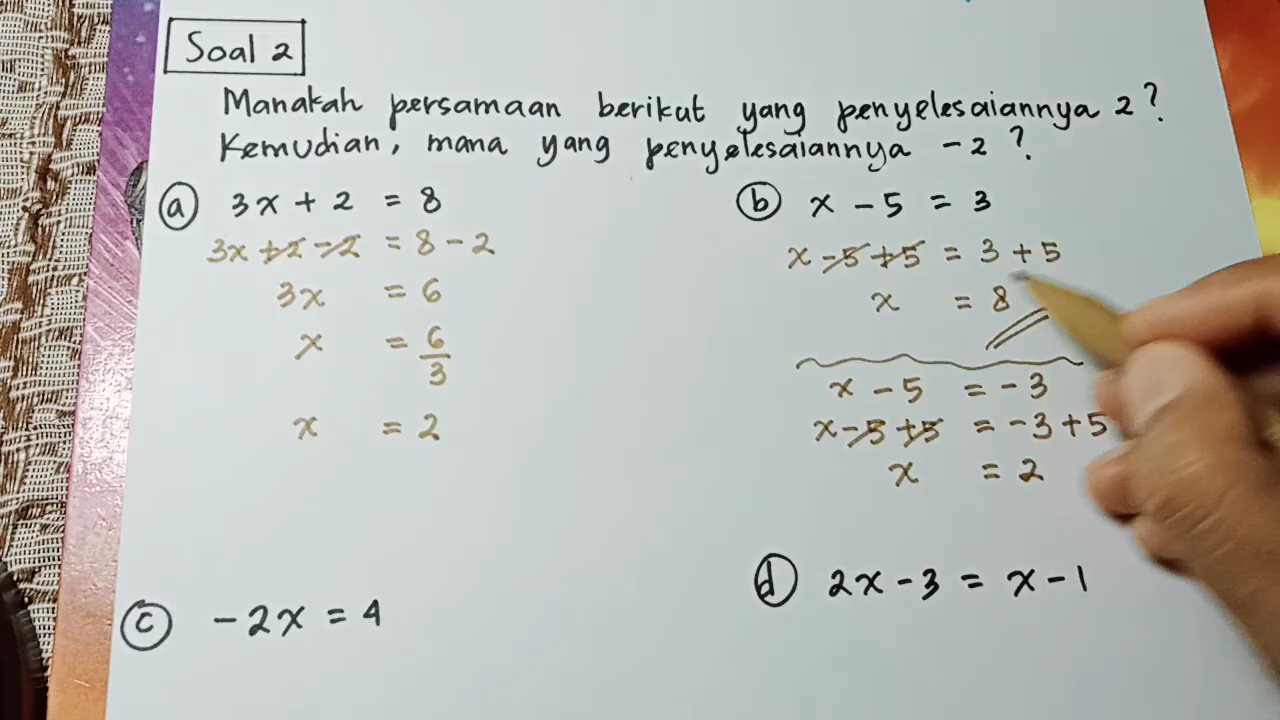 Soal 2
Manakah persamaan berikut yang penyelesaiannya 2?
Kemudian, mana yang penyelesaiannya -2?
a 3x + 2 = 8
3x +2 -2 = 8 - 2
3x = 6
x = 6/3
x = 2
b x - 5 = 3
x -5 +5 = 3 + 5
x = 8
x - 5 = -3
x -5 +5 = -3 + 5
x = 2
c -2x = 4
d 2x - 3 = x - 1